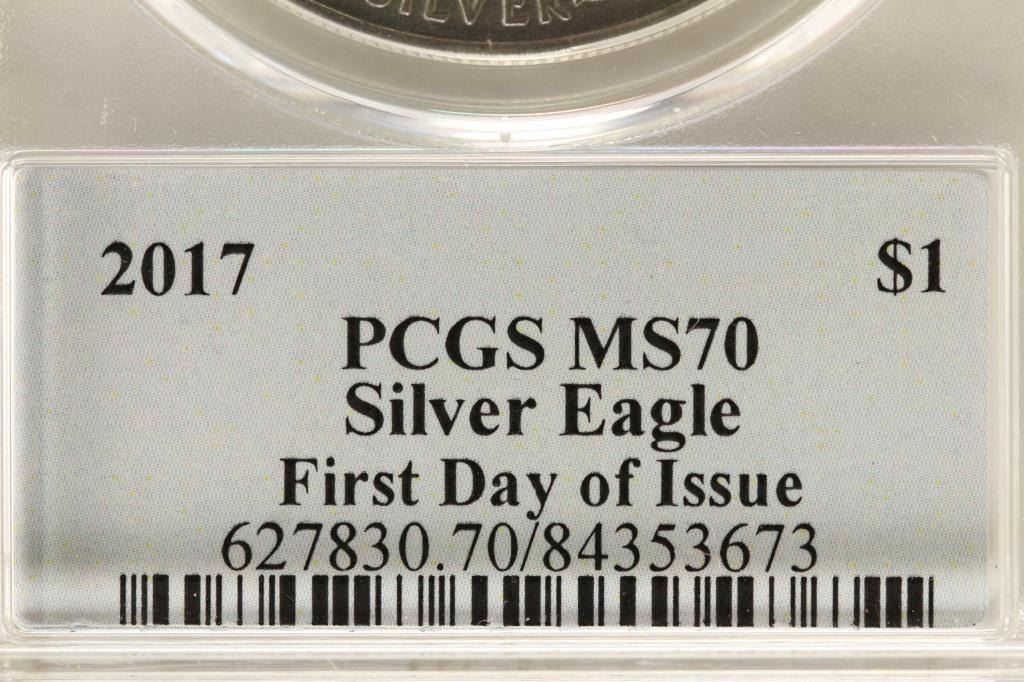 SILVER
2017 $1
PCGS MS70
Silver Eagle
First Day of Issue
627830.70/84353673